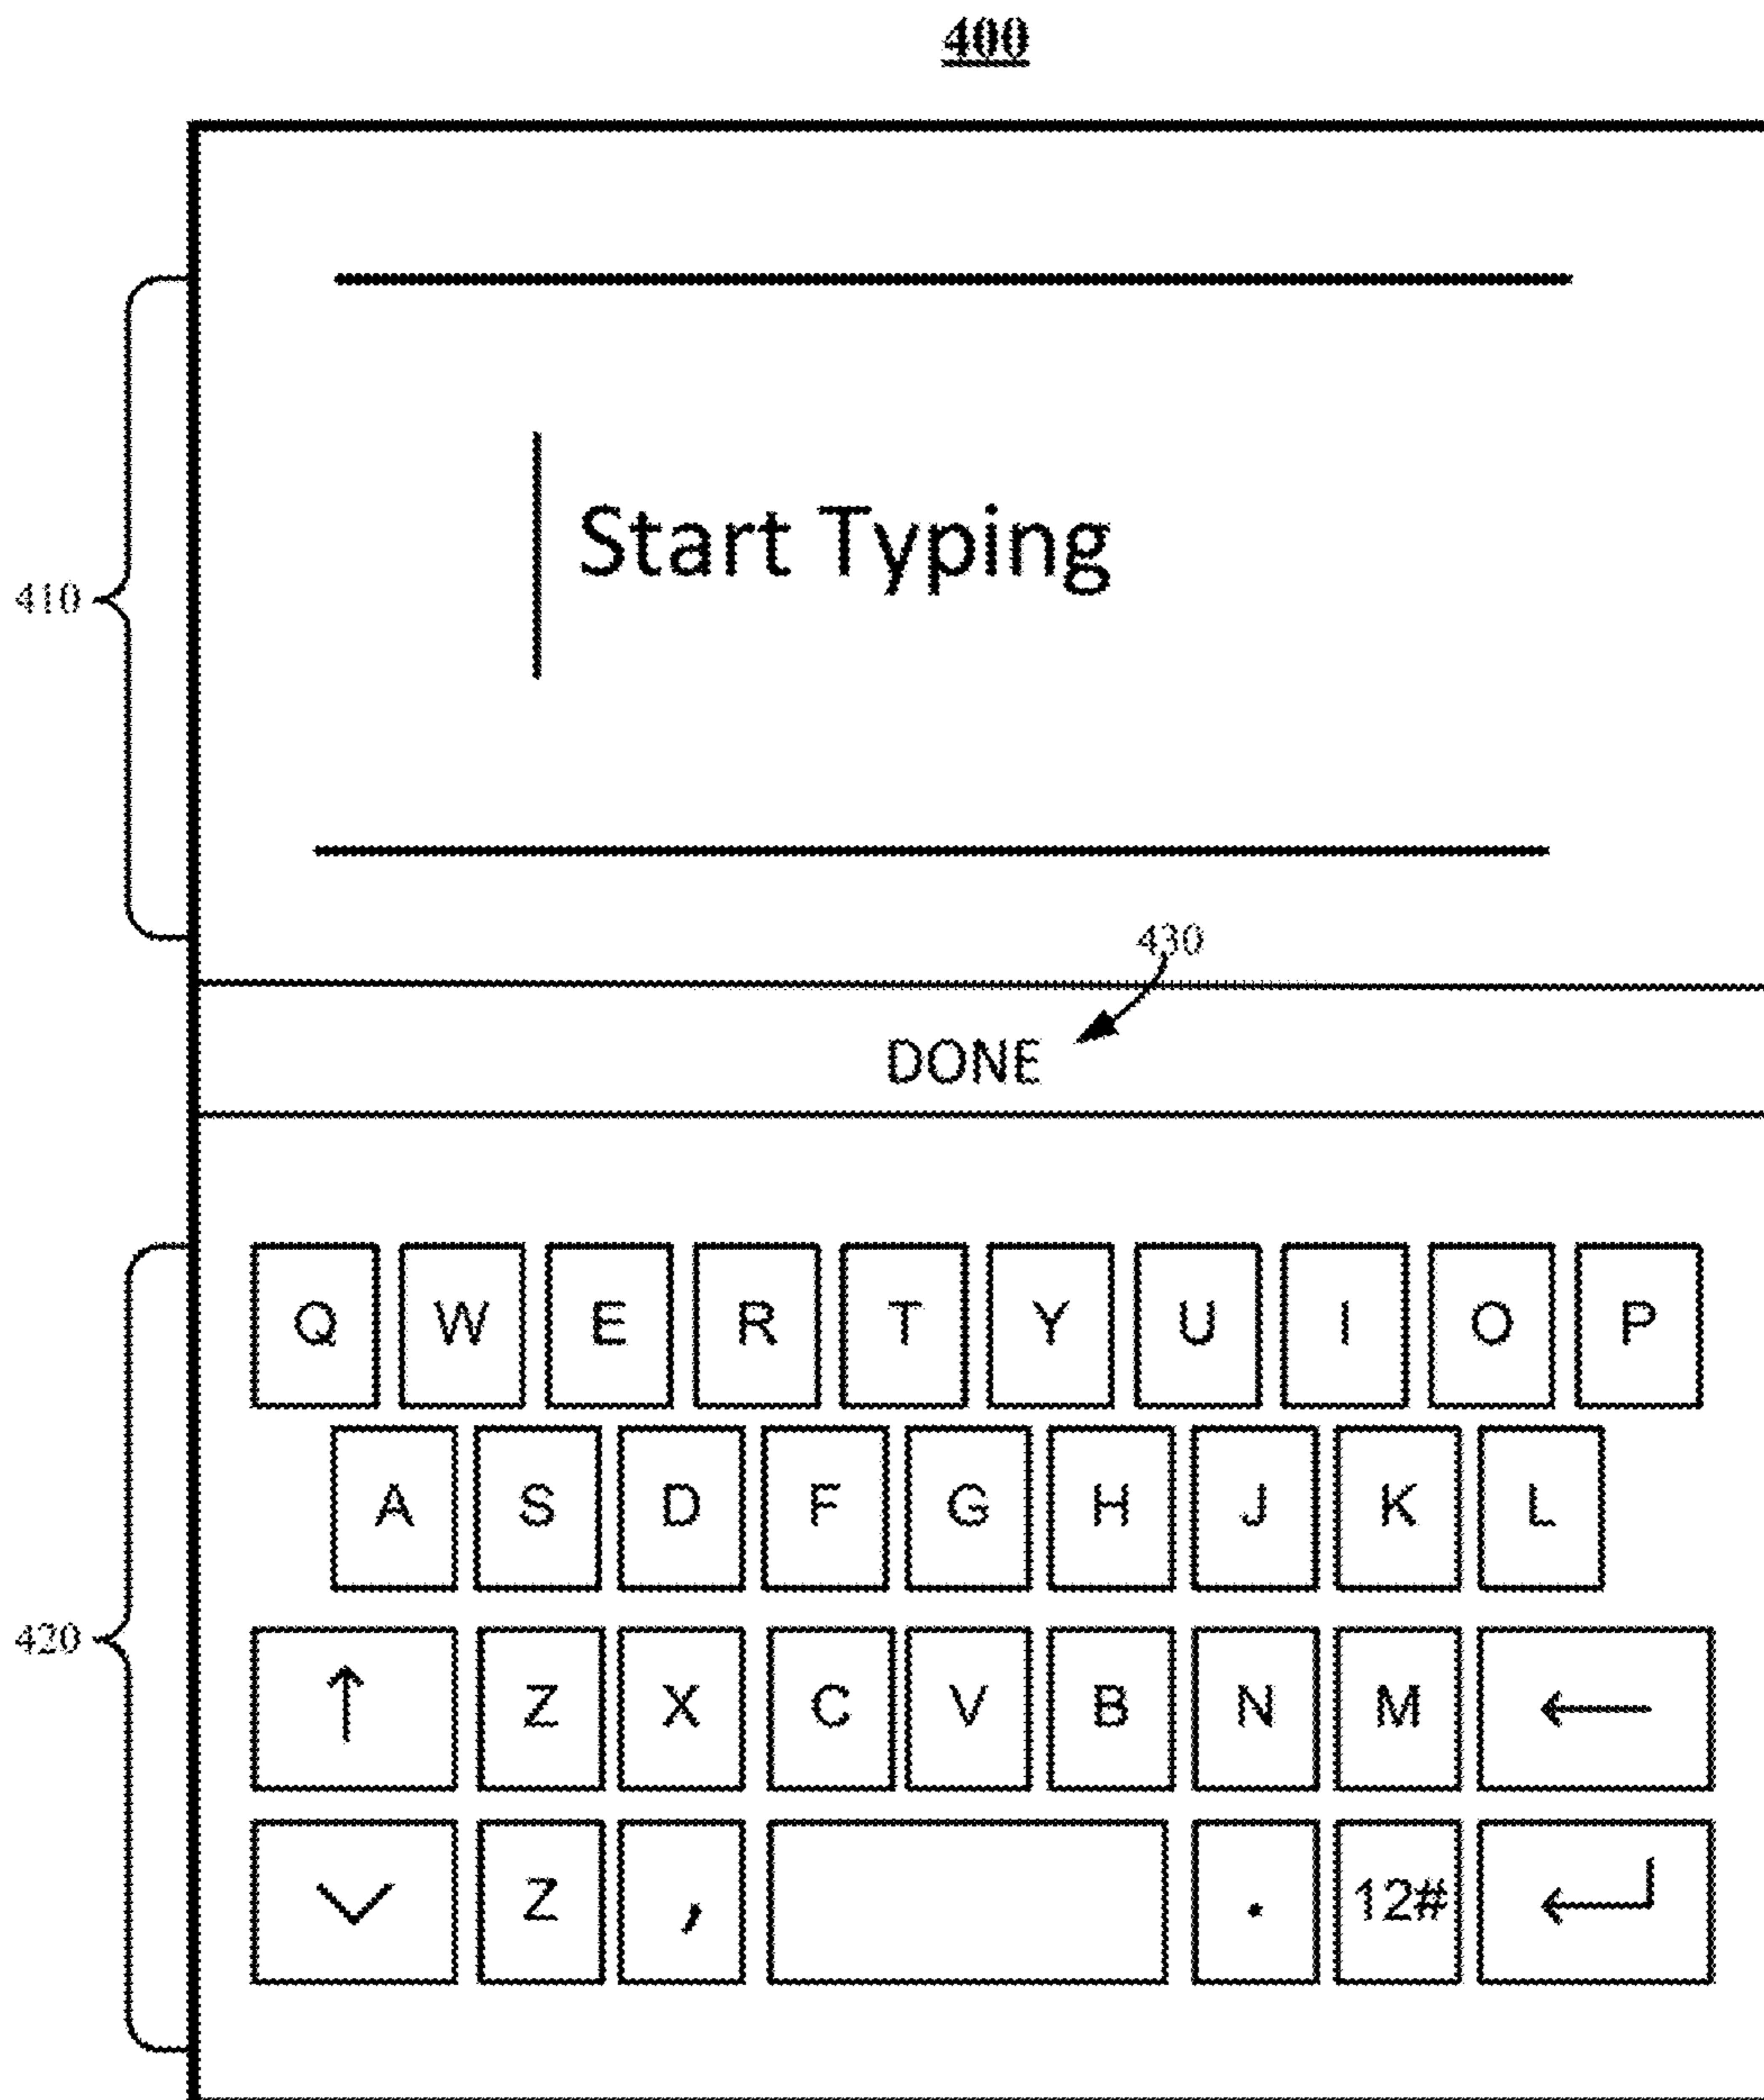 400
410
Start Typing
430
DONE
420
Q W E R T Y U I O P
A S D F G H J K L
↑ Z X C V B N M ←
Z , . 12# ↵